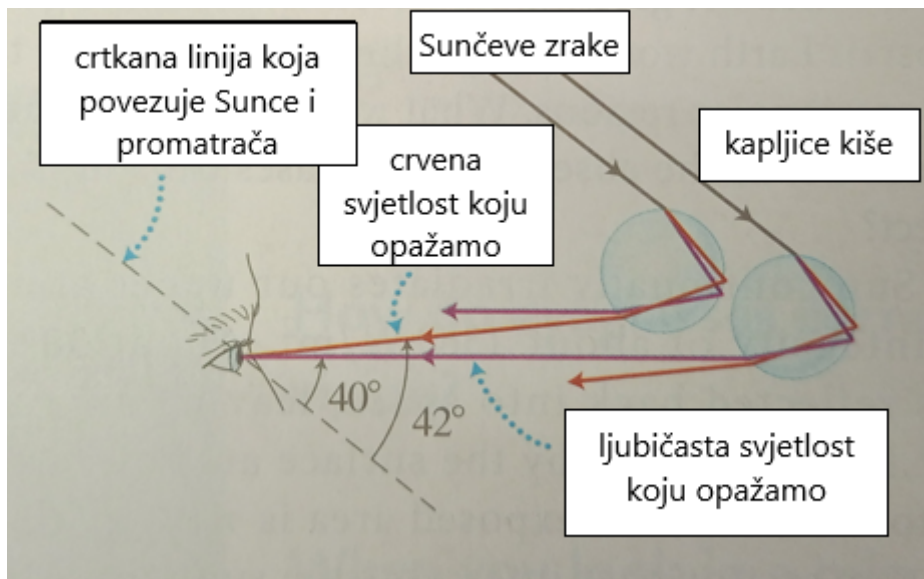 crtkana linija koja
povezuje Sunce i
promatrača
Sunčeve zrake
kapljice kiše
crvena
svjetlost koju
opažamo
40°
42°
ljubičasta svjetlost
koju opažamo